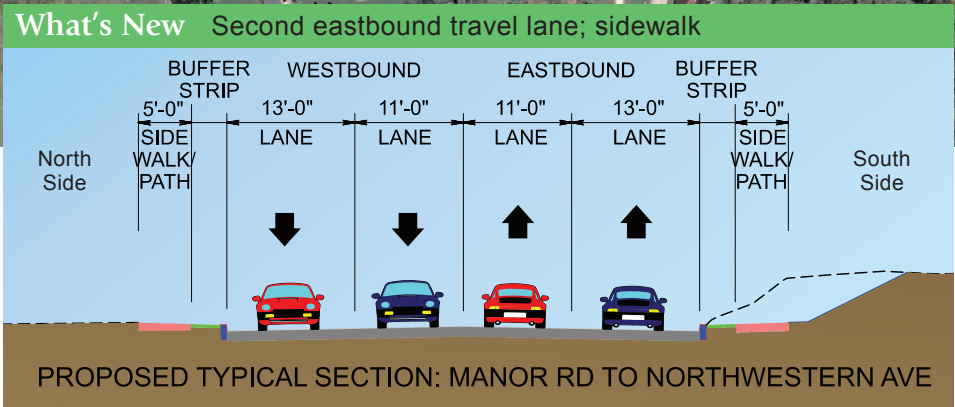 What's New Second eastbound travel lane; sidewalk
BUFFER STRIP WESTBOUND EASTBOUND BUFFER STRIP
5'-0" 13'-0" 11'-0" 11'-0" 13'-0" 5'-0"
SIDE WALK/ PATH LANE LANE LANE LANE SIDE WALK/ PATH
North Side
South Side
PROPOSED TYPICAL SECTION: MANOR RD TO NORTHWESTERN AVE